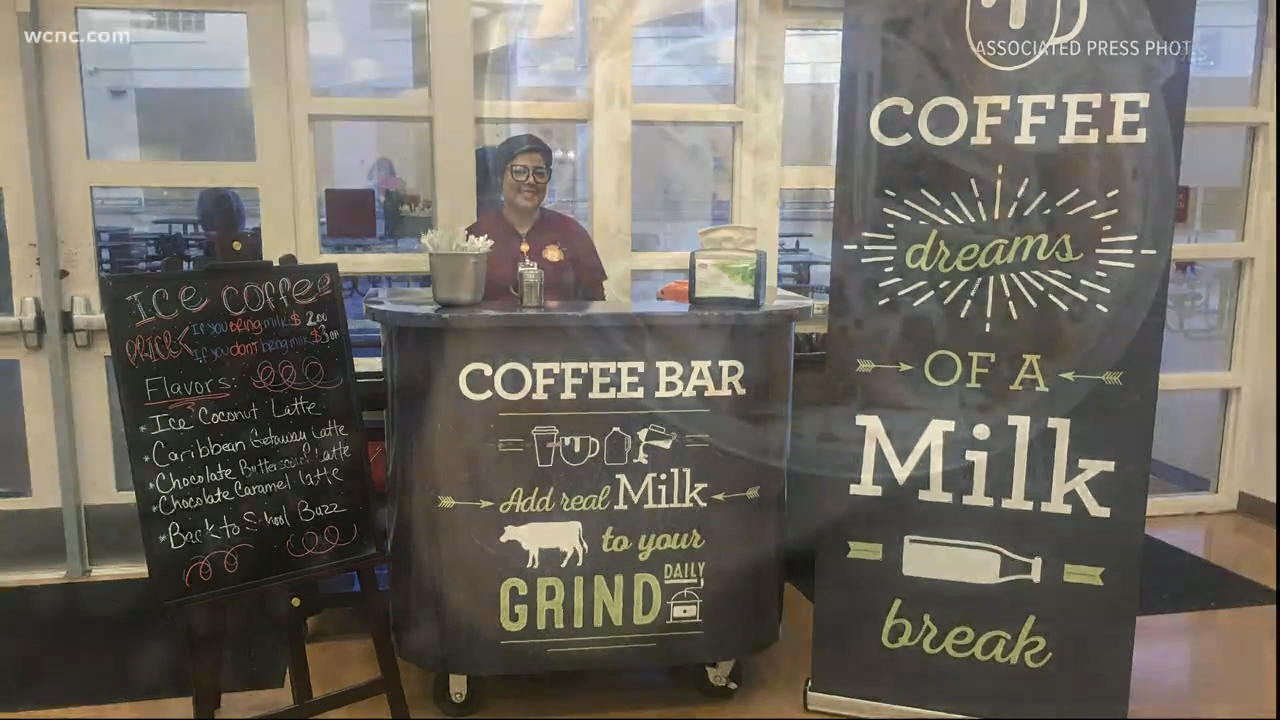 wcnc.com
ASSOCIATED PRESS PHOTOS
ICE COFFEE
PRICE
If you bring milk $ 2.00
If you don't bring milk $3.00
Flavors:
* Ice Coconut Latte
* Caribbean Getaway Latte
* Chocolate Butterscotch Latte
* Chocolate Caramel Latte
* Back to School Buzz
COFFEE BAR
Add real Milk
to your
GRIND DAILY
COFFEE
dreams
OF A
Milk
break